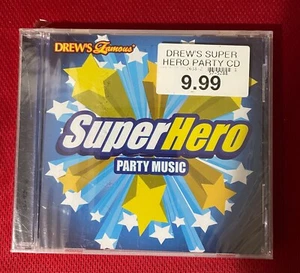 DREW'S Famous
DREW'S SUPER
HERO PARTY CD
9.99
SuperHero
PARTY MUSIC